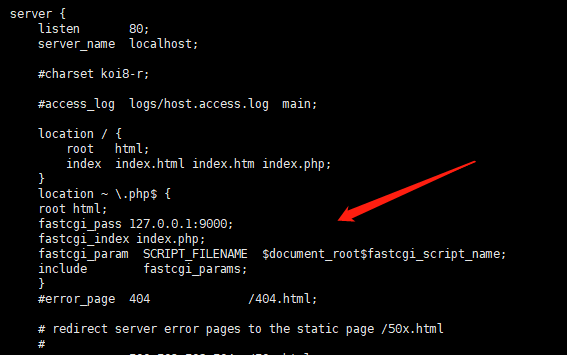 server {
    listen       80;
    server_name  localhost;

    #charset koi8-r;

    #access_log  logs/host.access.log  main;

    location / {
        root   html;
        index  index.html index.htm index.php;
    }
    location ~ \.php$ {
    root html;
    fastcgi_pass 127.0.0.1:9000;
    fastcgi_index index.php;
    fastcgi_param  SCRIPT_FILENAME  $document_root$fastcgi_script_name;
    include        fastcgi_params;
    }
    #error_page  404              /404.html;

    # redirect server error pages to the static page /50x.html
    #